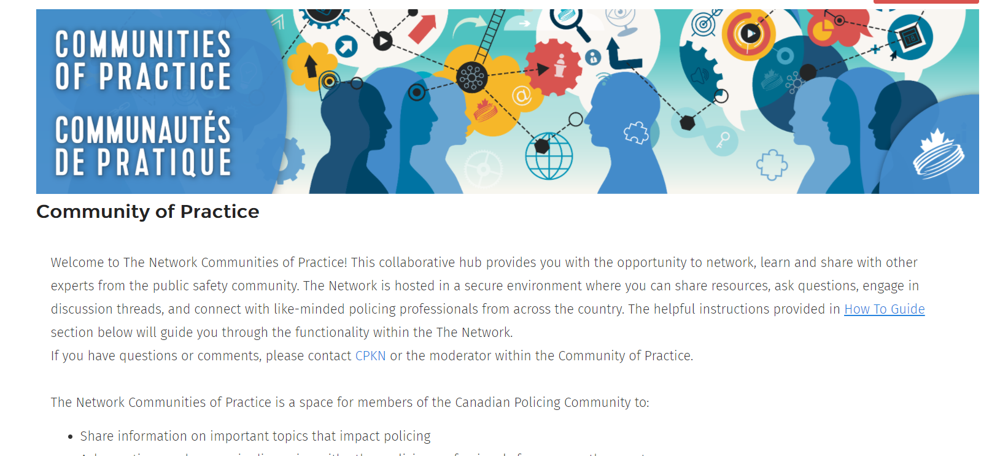 COMMUNITIES
OF PRACTICE
COMMUNAUTÉS
DE PRATIQUE
Community of Practice
Welcome to The Network Communities of Practice! This collaborative hub provides you with the opportunity to network, learn and share with other
experts from the public safety community. The Network is hosted in a secure environment where you can share resources, ask questions, engage in
discussion threads, and connect with like-minded policing professionals from across the country. The helpful instructions provided in How To Guide
section below will guide you through the functionality within the The Network.
If you have questions or comments, please contact CPKN or the moderator within the Community of Practice.
The Network Communities of Practice is a space for members of the Canadian Policing Community to:
• Share information on important topics that impact policing